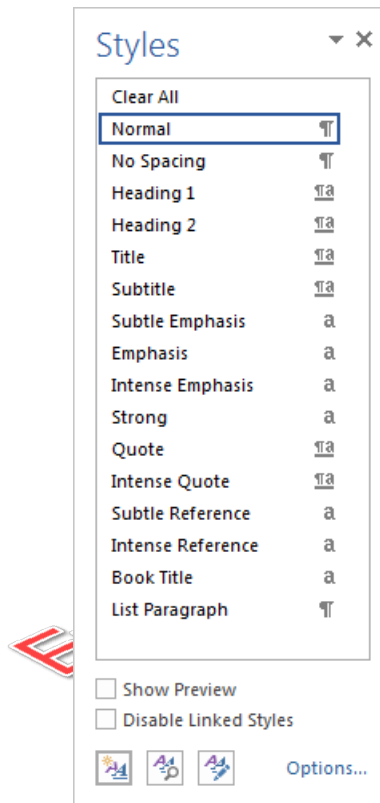 Styles
Clear All
Normal ¶
No Spacing ¶
Heading 1 ¶a
Heading 2 ¶a
Title ¶a
Subtitle ¶a
Subtle Emphasis a
Emphasis a
Intense Emphasis a
Strong a
Quote ¶a
Intense Quote ¶a
Subtle Reference a
Intense Reference a
Book Title a
List Paragraph ¶
Show Preview
Disable Linked Styles
Options...